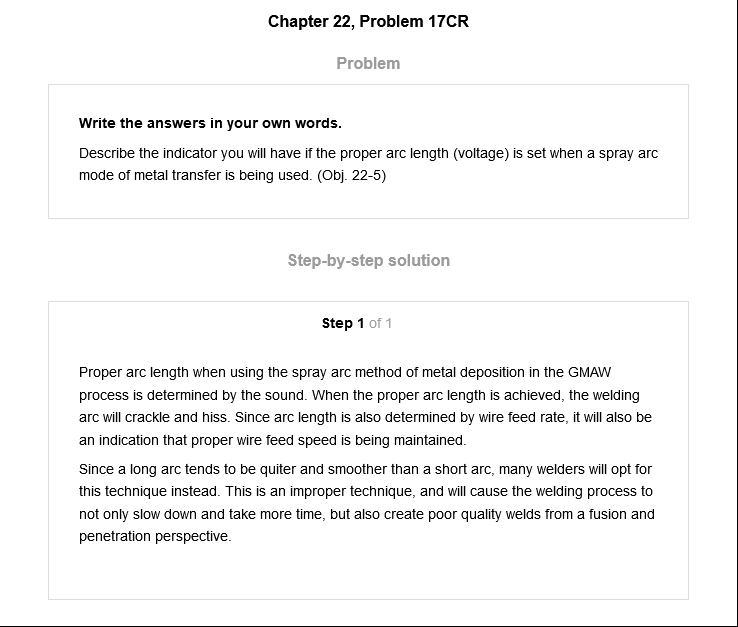 Chapter 22, Problem 17CR
Problem
Write the answers in your own words.
Describe the indicator you will have if the proper arc length (voltage) is set when a spray arc
mode of metal transfer is being used. (Obj. 22-5)
Step-by-step solution
Step 1 of 1
Proper arc length when using the spray arc method of metal deposition in the GMAW
process is determined by the sound. When the proper arc length is achieved, the welding
arc will crackle and hiss. Since arc length is also determined by wire feed rate, it will also be
an indication that proper wire feed speed is being maintained.
Since a long arc tends to be quiter and smoother than a short arc, many welders will opt for
this technique instead. This is an improper technique, and will cause the welding process to
not only slow down and take more time, but also create poor quality welds from a fusion and
penetration perspective.